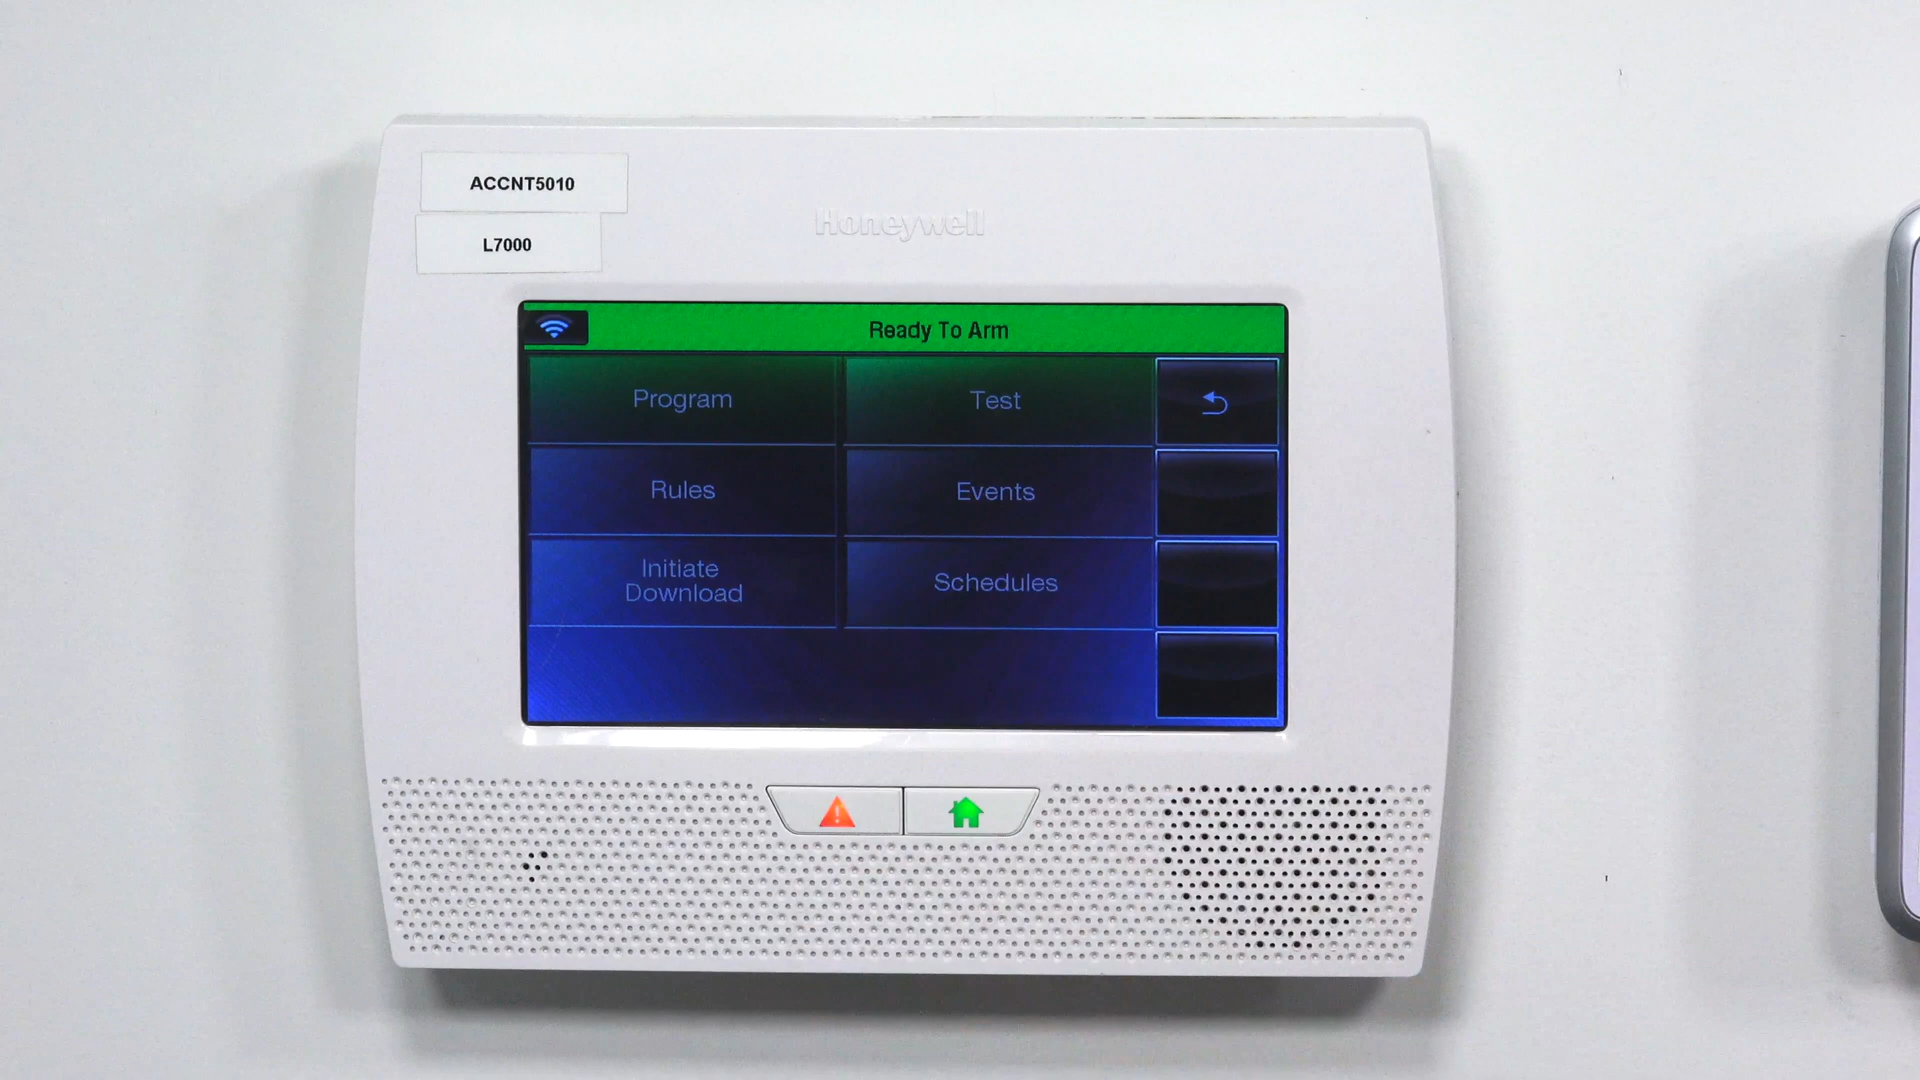 ACCNT5010
L7000
Honeywell
Ready To Arm
Program
Test
Rules
Events
Initiate
Download
Schedules